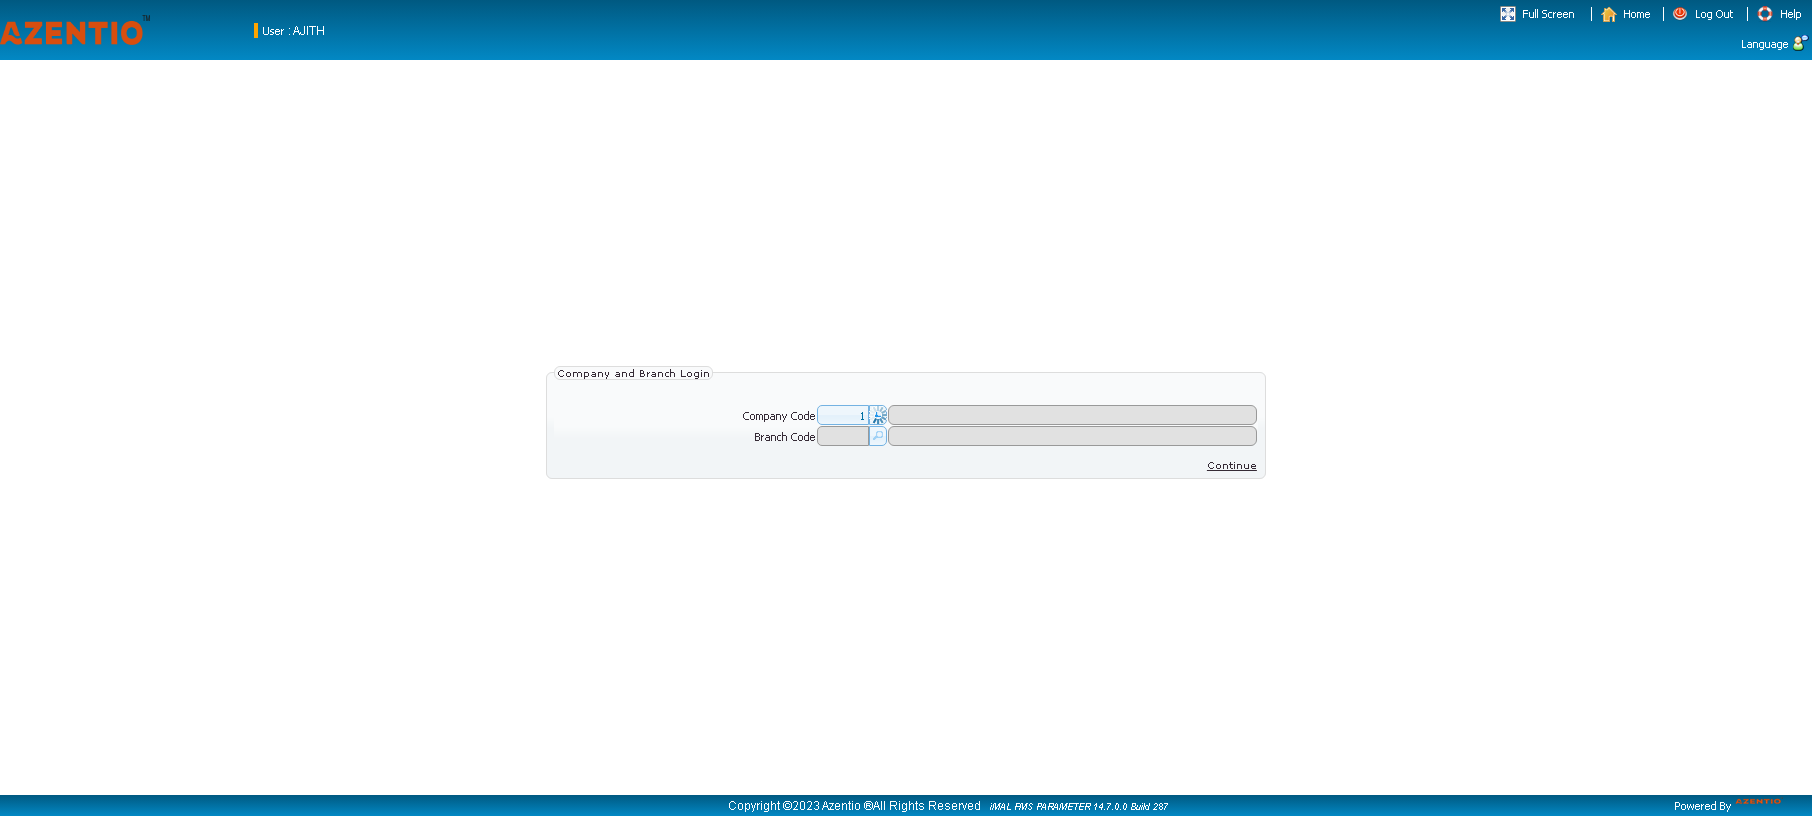 AZENTIO™
User : AJITH
Full Screen
Home
Log Out
Help
Language
Company and Branch Login
Company Code 1
Branch Code
Continue
Copyright ©2023 Azentio ®All Rights Reserved iMAL PMS PARAMETER 14.7.0.0 Build 287
Powered By AZENTIO